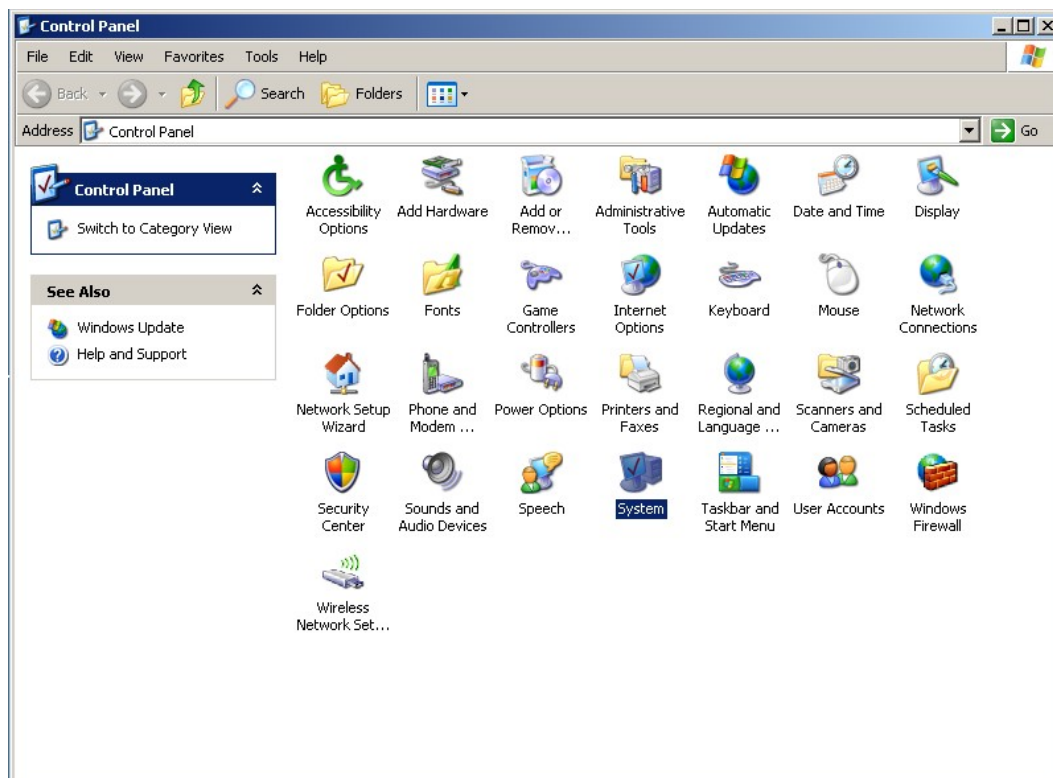 Control Panel
File Edit View Favorites Tools Help
Back Search Folders
Address Control Panel Go
Control Panel
Switch to Category View
See Also
Windows Update
Help and Support
Accessibility Options
Add Hardware
Add or Remov...
Administrative Tools
Automatic Updates
Date and Time
Display
Folder Options
Fonts
Game Controllers
Internet Options
Keyboard
Mouse
Network Connections
Network Setup Wizard
Phone and Modem ...
Power Options
Printers and Faxes
Regional and Language ...
Scanners and Cameras
Scheduled Tasks
Security Center
Sounds and Audio Devices
Speech
System
Taskbar and Start Menu
User Accounts
Windows Firewall
Wireless Network Set...